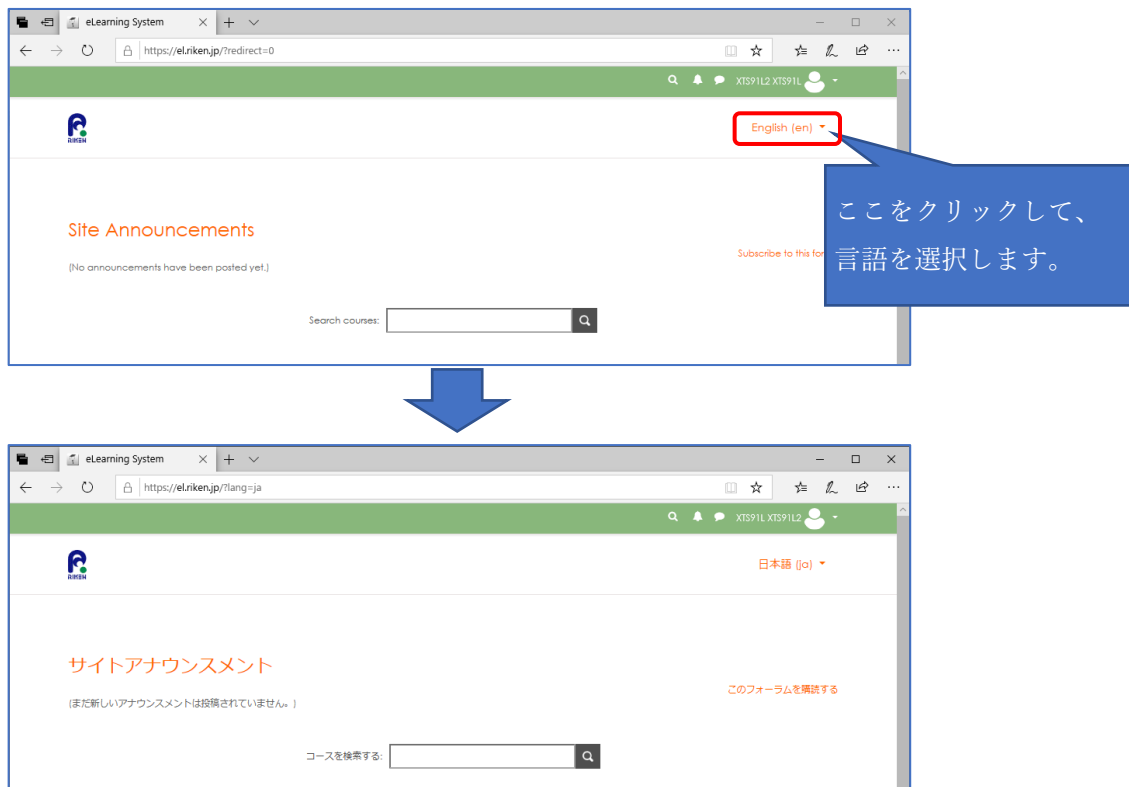 eLearning System
https://el.riken.jp/?redirect=0
XTS91L2 XTS91L
RIKEN
English (en)
ここをクリックして、
言語を選択します。
Site Announcements
Subscribe to this for
(No announcements have been posted yet.)
Search courses:
eLearning System
https://el.riken.jp/?lang=ja
XTS91L XTS91L2
RIKEN
日本語 (ja)
サイトアナウンスメント
このフォーラムを購読する
(まだ新しいアナウンスメントは投稿されていません。)
コースを検索する: